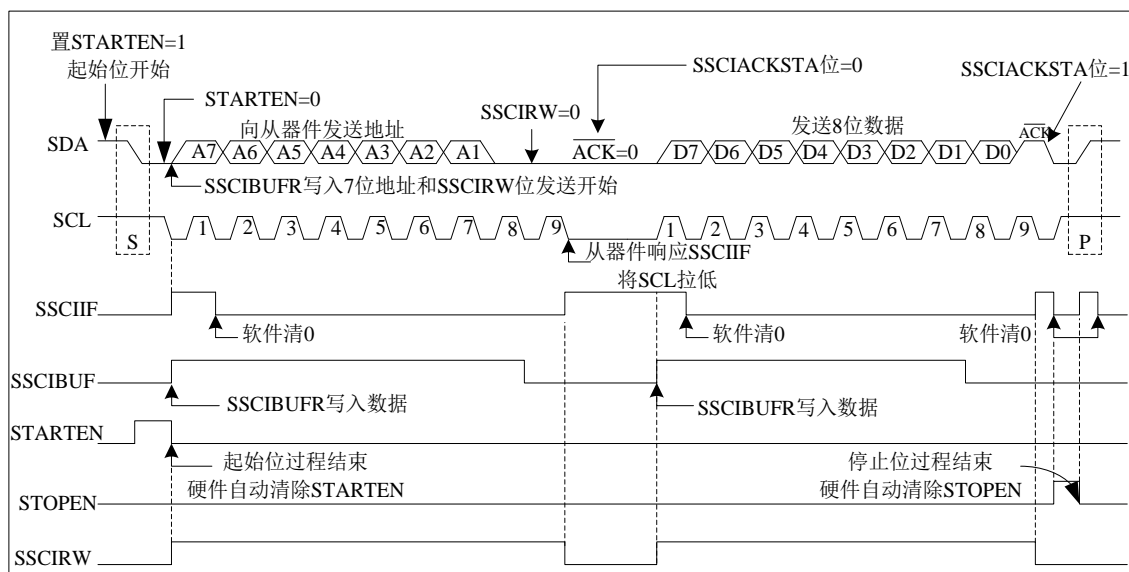 置STARTEN=1
起始位开始
SSCIACKSTA位=0
SSCIACKSTA位=1
STARTEN=0
SSCIRW=0
向从器件发送地址
发送8位数据
SDA
A7 A6 A5 A4 A3 A2 A1
ACK=0
D7 D6 D5 D4 D3 D2 D1 D0
ACK
SSCIBUFR写入7位地址和SSCIRW位发送开始
SCL
S
1 2 3 4 5 6 7 8 9
1 2 3 4 5 6 7 8 9
P
从器件响应SSCIIF
将SCL拉低
SSCIIF
软件清0
软件清0
软件清0
SSCIBUF
SSCIBUFR写入数据
SSCIBUFR写入数据
STARTEN
起始位过程结束
硬件自动清除STARTEN
停止位过程结束
硬件自动清除STOPEN
STOPEN
SSCIRW